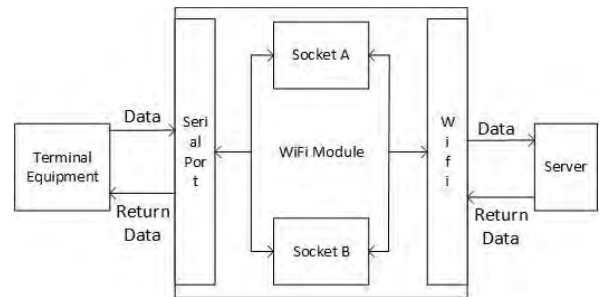 Socket A
Data
Seri
al
Por
t
W
i
f
i
Data
Terminal
Equipment
WiFi Module
Server
Return
Data
Return
Data
Socket B